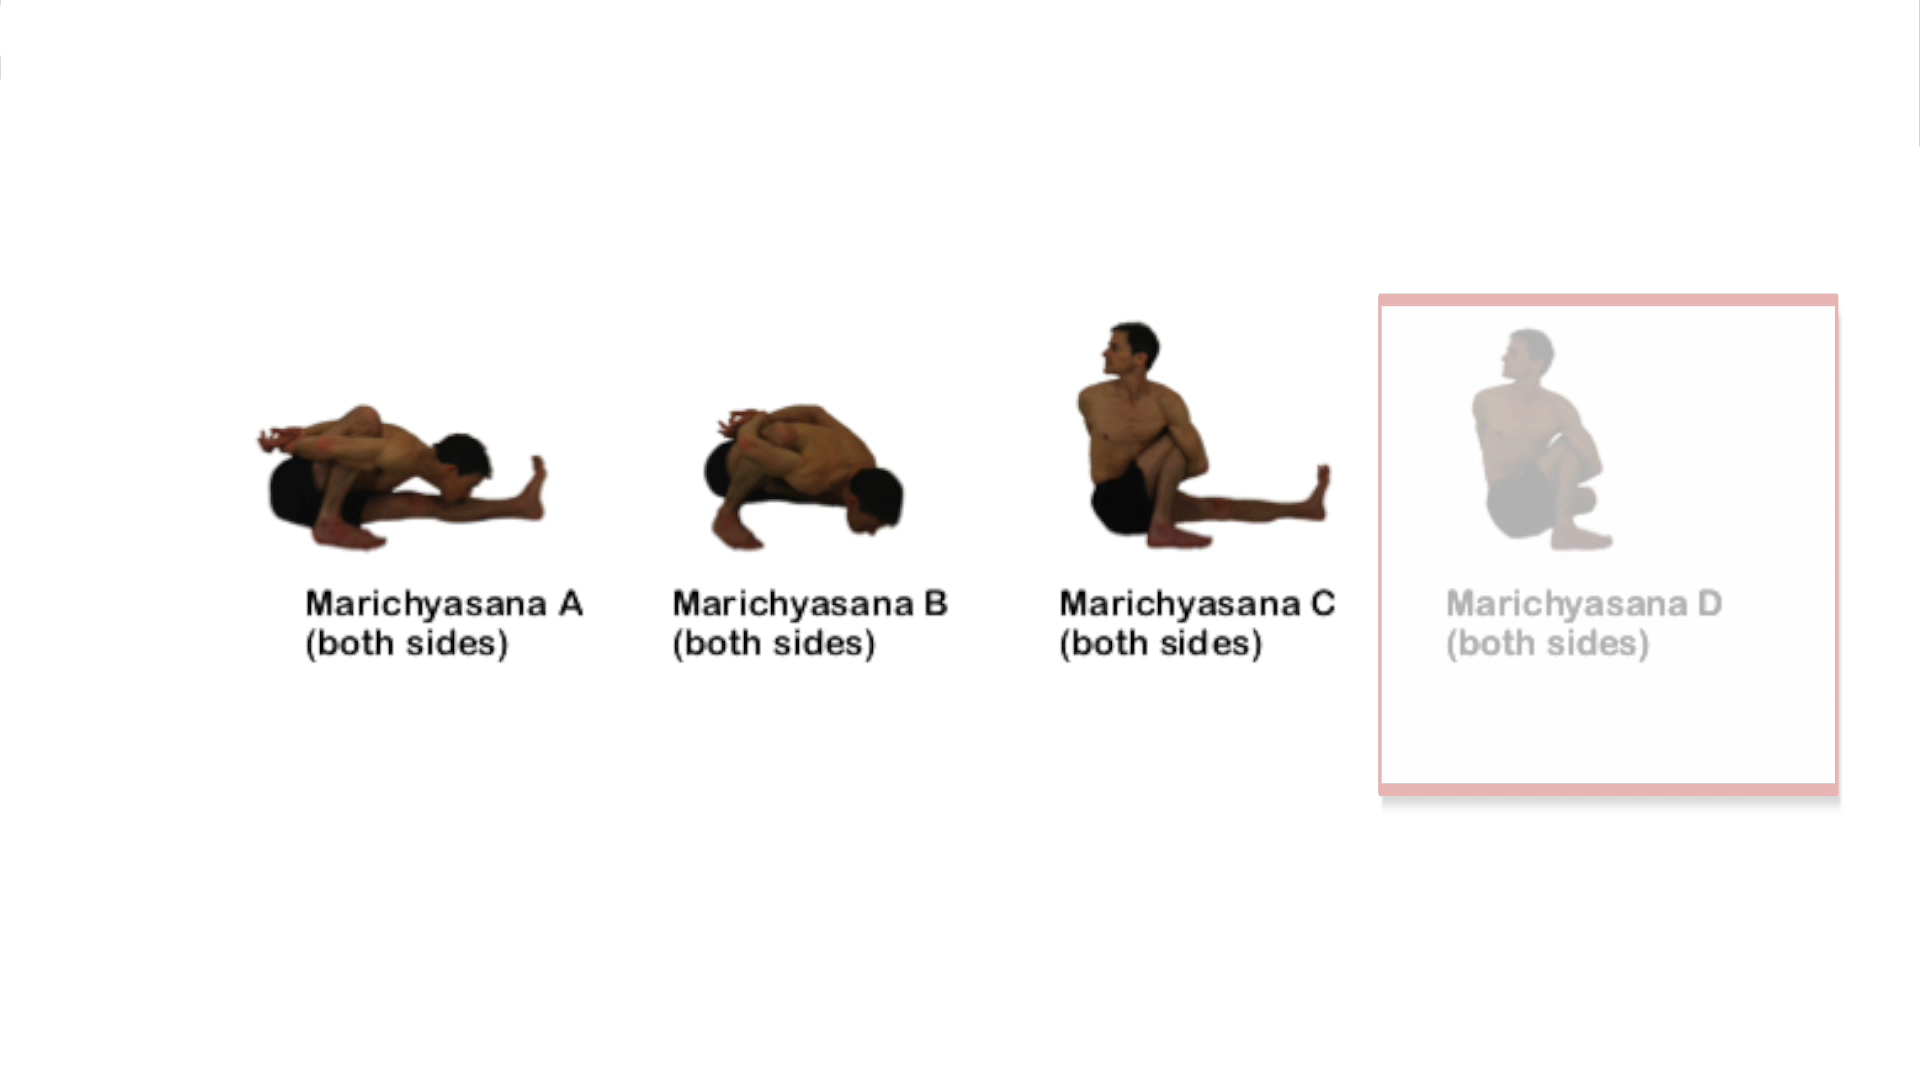 Marichyasana A
(both sides)
Marichyasana B
(both sides)
Marichyasana C
(both sides)
Marichyasana D
(both sides)